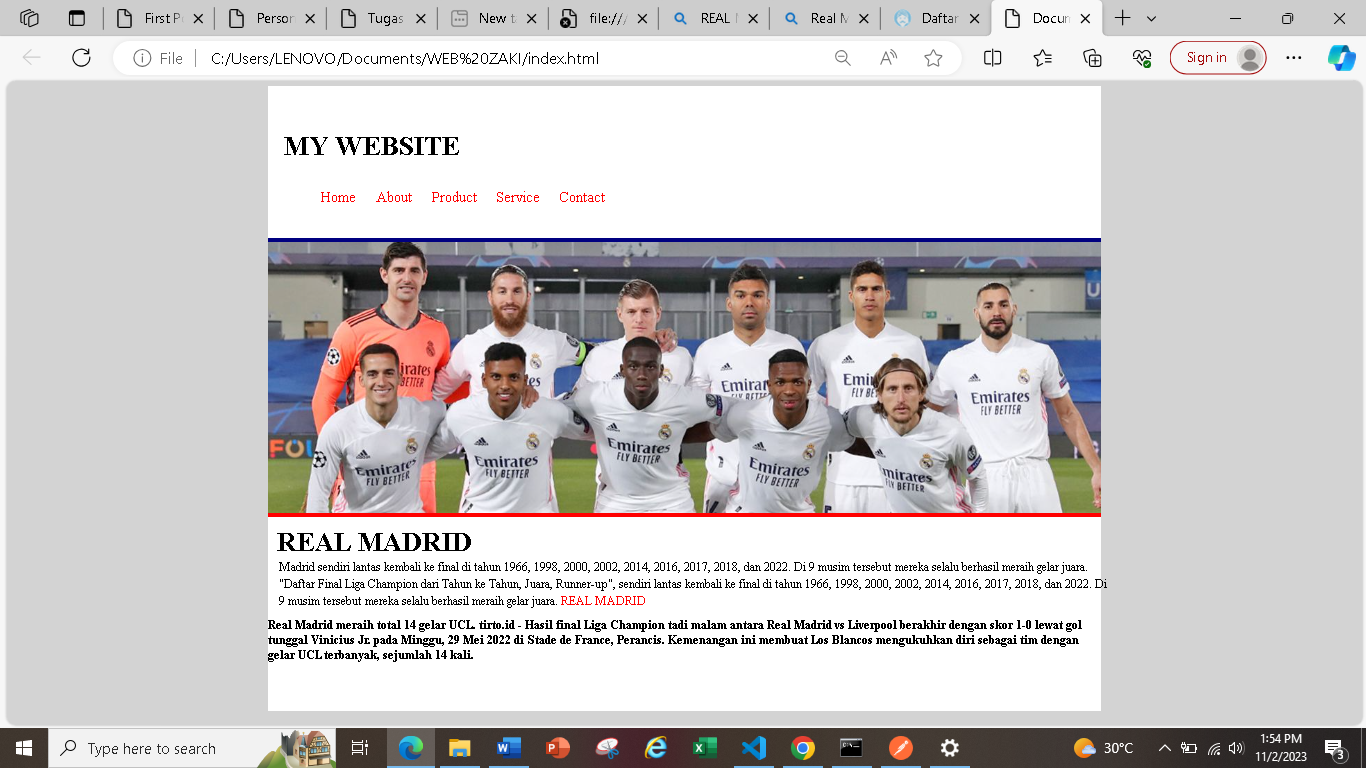 First P
Person
Tugas
New t
file:///
REAL
Real M
Daftar
Docum
File
C:/Users/LENOVO/Documents/WEB%20ZAKI/index.html
Sign in
MY WEBSITE
Home About Product Service Contact
Emirates
FLY BETTER
REAL MADRID
Madrid sendiri lantas kembali ke final di tahun 1966, 1998, 2000, 2002, 2014, 2016, 2017, 2018, dan 2022. Di 9 musim tersebut mereka selalu berhasil meraih gelar juara.
"Daftar Final Liga Champion dari Tahun ke Tahun, Juara, Runner-up", sendiri lantas kembali ke final di tahun 1966, 1998, 2000, 2002, 2014, 2016, 2017, 2018, dan 2022. Di
9 musim tersebut mereka selalu berhasil meraih gelar juara. REAL MADRID
Real Madrid meraih total 14 gelar UCL. tirto.id - Hasil final Liga Champion tadi malam antara Real Madrid vs Liverpool berakhir dengan skor 1-0 lewat gol
tunggal Vinicius Jr. pada Minggu, 29 Mei 2022 di Stade de France, Perancis. Kemenangan ini membuat Los Blancos mengukuhkan diri sebagai tim dengan
gelar UCL terbanyak, sejumlah 14 kali.
Type here to search
30°C
1:54 PM
11/2/2023
3